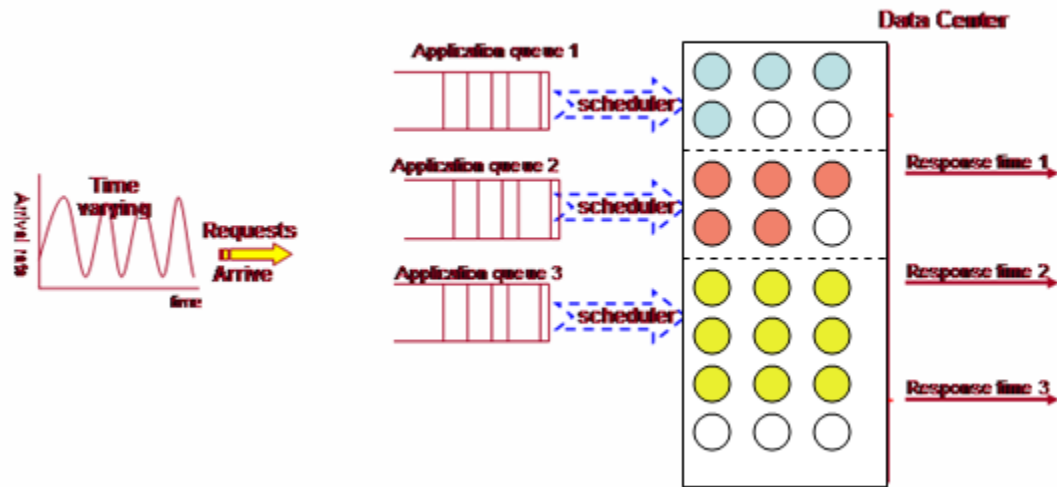 Data Center
Application queue 1
scheduler
Application queue 2
scheduler
Response time 1
Time
varying
Arrival rate
Requests
Arrive
time
Application queue 3
scheduler
Response time 2
Response time 3